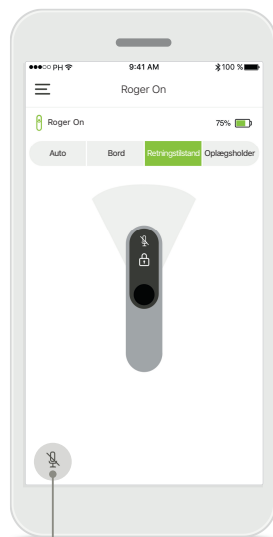 PH 9:41 AM 100 %
Roger On
Roger On 75%
Auto Bord Retningstilstand Oplægsholder